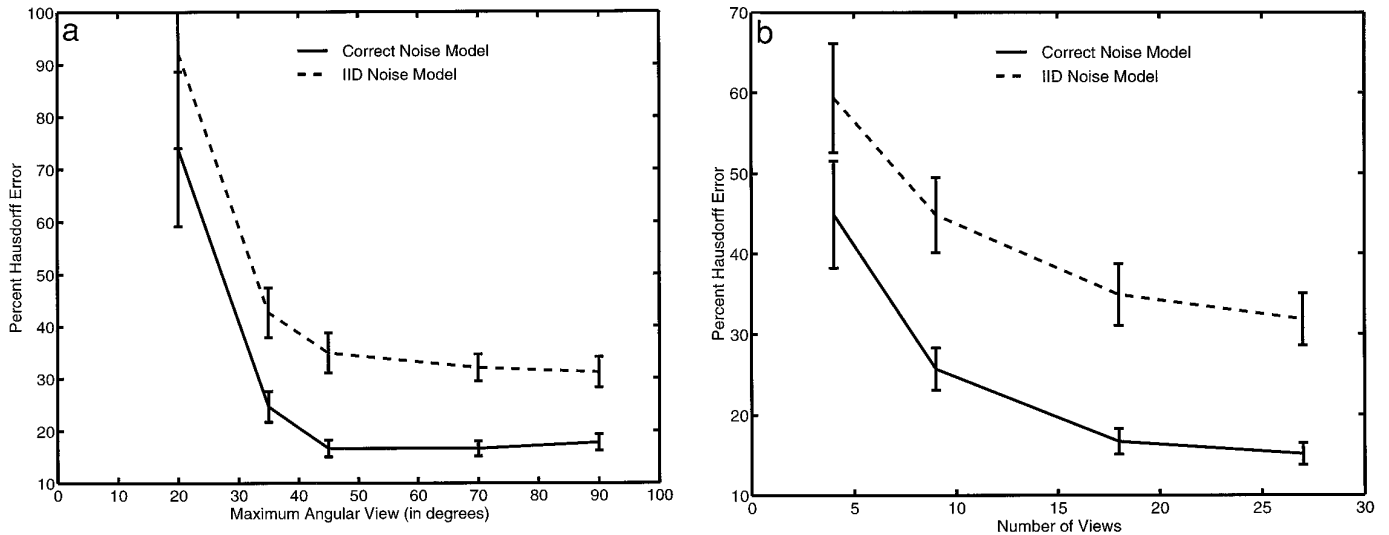 a
100
90
80
70
60
50
40
30
20
10
0 10 20 30 40 50 60 70 80 90 100
Percent Hausdorff Error
Maximum Angular View (in degrees)
Correct Noise Model
IID Noise Model
b
70
60
50
40
30
20
10
0 5 10 15 20 25 30
Percent Hausdorff Error
Number of Views
Correct Noise Model
IID Noise Model